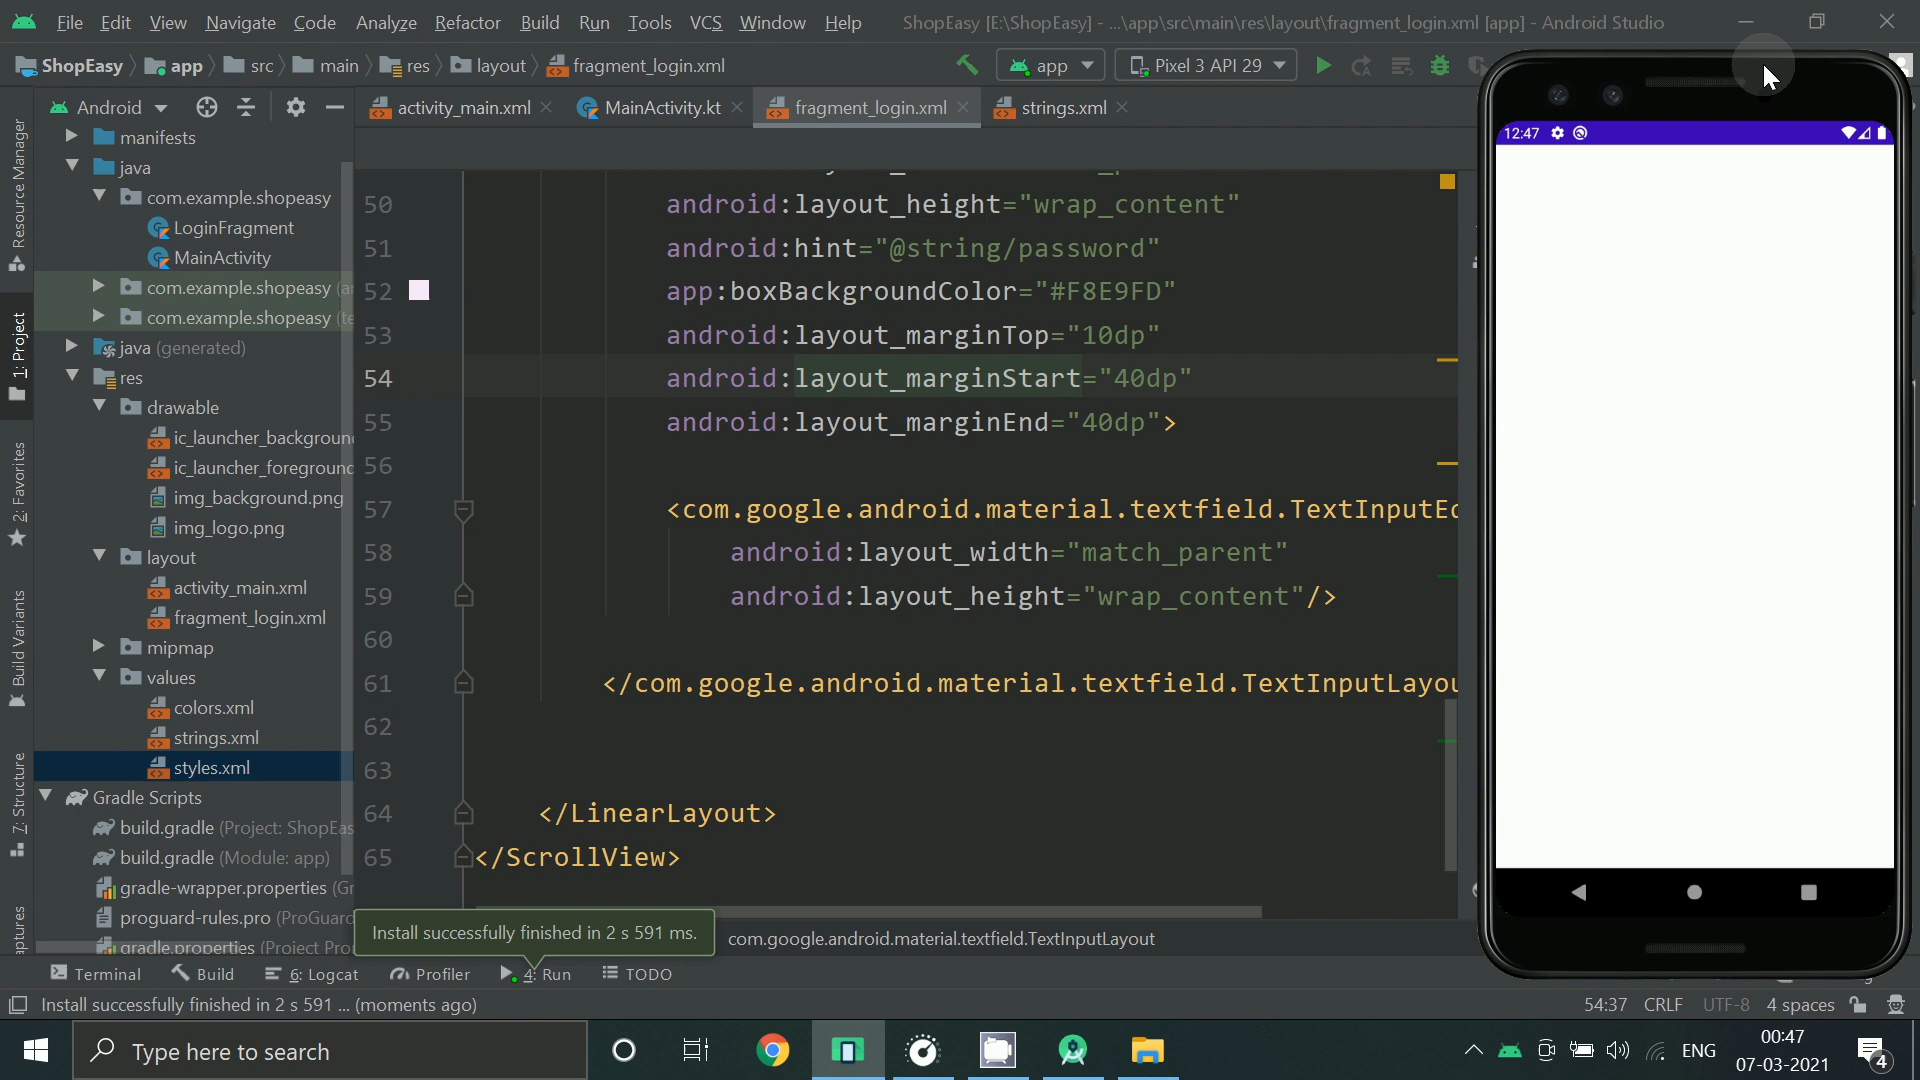 File Edit View Navigate Code Analyze Refactor Build Run Tools VCS Window Help ShopEasy [E:\ShopEasy] - ...\app\src\main\res\layout\fragment_login.xml [app] - Android Studio
ShopEasy app src main res layout fragment_login.xml app Pixel 3 API 29
Android activity_main.xml MainActivity.kt fragment_login.xml strings.xml
12:47
Resource Manager
1: Project
2: Favorites
Build Variants
7: Structure
manifests
java
com.example.shopeasy
LoginFragment
MainActivity
com.example.shopeasy
com.example.shopeasy
java (generated)
res
drawable
ic_launcher_background
ic_launcher_foreground
img_background.png
img_logo.png
layout
activity_main.xml
fragment_login.xml
mipmap
values
colors.xml
strings.xml
styles.xml
Gradle Scripts
build.gradle (Project: ShopEas
build.gradle (Module: app)
gradle-wrapper.properties (Gr
proguard-rules.pro (ProGuard
gradle.properties (Project Pro
50 android:layout_height="wrap_content"
51 android:hint="@string/password"
52 app:boxBackgroundColor="#F8E9FD"
53 android:layout_marginTop="10dp"
54 android:layout_marginStart="40dp"
55 android:layout_marginEnd="40dp">
56
57 <com.google.android.material.textfield.TextInputEd
58 android:layout_width="match_parent"
59 android:layout_height="wrap_content"/>
60
61 </com.google.android.material.textfield.TextInputLayou
62
63
64 </LinearLayout>
65 </ScrollView>
Install successfully finished in 2 s 591 ms.
com.google.android.material.textfield.TextInputLayout
Terminal Build 6: Logcat Profiler 4: Run TODO
Install successfully finished in 2 s 591 ... (moments ago) 54:37 CRLF UTF-8 4 spaces
Type here to search
ENG
00:47
07-03-2021
4